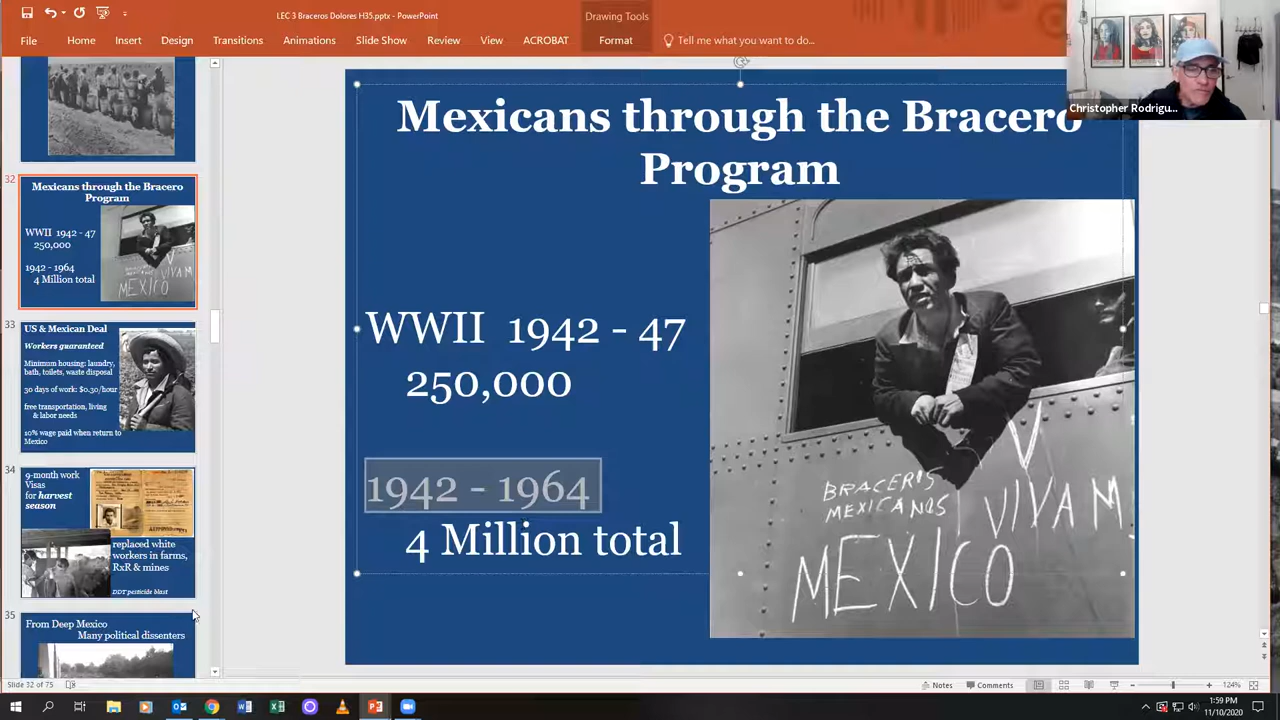 LEC 3 Braceros Dolores H35.pptx - PowerPoint
Drawing Tools
File Home Insert Design Transitions Animations Slide Show Review View ACROBAT Format Tell me what you want to do...
Christopher Rodrigu...
32
Mexicans through the Bracero
Program
WWII 1942 - 47
250,000
1942 - 1964
4 Million total
BRACERIS
MEXICANOS
VIVA M
MEXICO
33
US & Mexican Deal
Workers guaranteed
Minimum housing: laundry,
bath, toilets, waste disposal
30 days of work: $0.30/hour
free transportation, living
& labor needs
10% wage paid when return to
Mexico
34
9-month work
Visas
for harvest
season
replaced white
workers in farms,
RxR & mines
DDT pesticide blast
35
From Deep Mexico
Many political dissenters
Mexicans through the Bracero
Program
WWII 1942 - 47
250,000
1942 - 1964
4 Million total
BRACERIS
MEXICANOS
VIVA M
MEXICO
Slide 32 of 75
Notes
Comments
124%
1:59 PM
11/10/2020